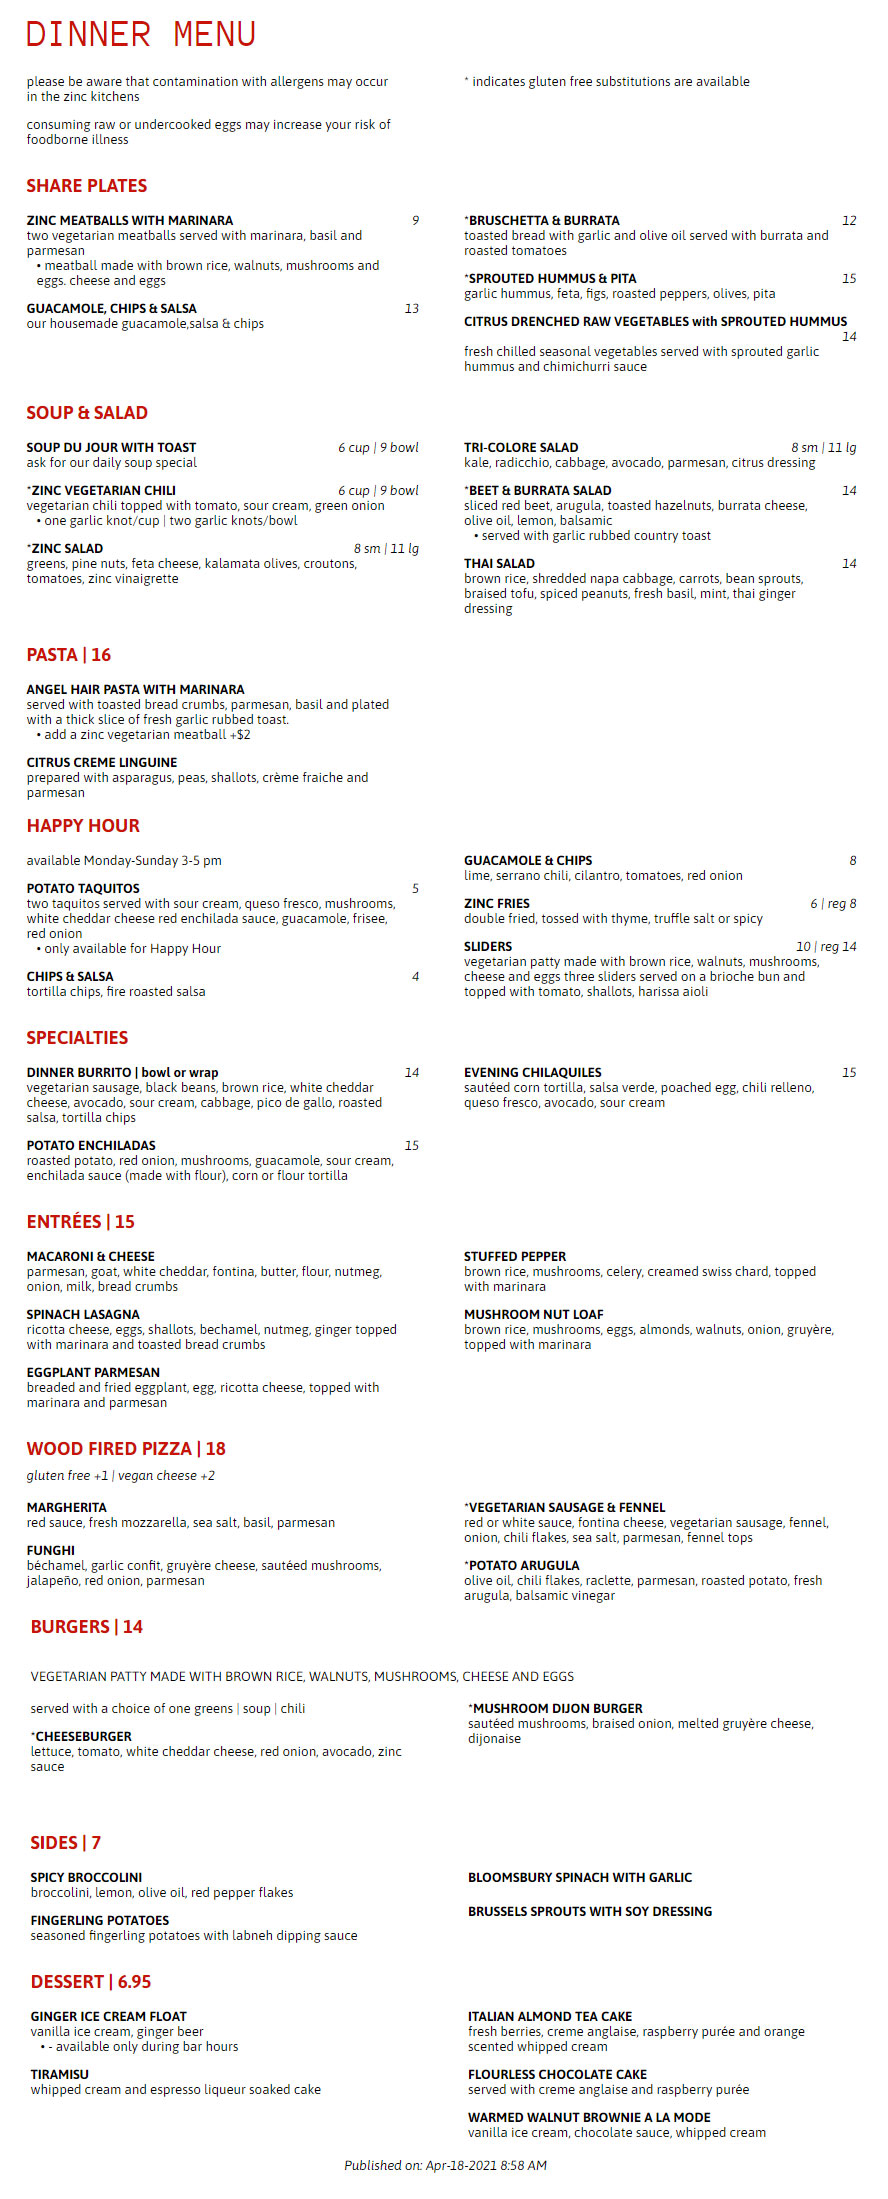 DINNER MENU
please be aware that contamination with allergens may occur
in the zinc kitchens
consuming raw or undercooked eggs may increase your risk of
foodborne illness
* indicates gluten free substitutions are available
SHARE PLATES
ZINC MEATBALLS WITH MARINARA 9
two vegetarian meatballs served with marinara, basil and
parmesan
• meatball made with brown rice, walnuts, mushrooms and
eggs. cheese and eggs
GUACAMOLE, CHIPS & SALSA 13
our housemade guacamole,salsa & chips
*BRUSCHETTA & BURRATA 12
toasted bread with garlic and olive oil served with burrata and
roasted tomatoes
*SPROUTED HUMMUS & PITA 15
garlic hummus, feta, figs, roasted peppers, olives, pita
CITRUS DRENCHED RAW VEGETABLES with SPROUTED HUMMUS
14
fresh chilled seasonal vegetables served with sprouted garlic
hummus and chimichurri sauce
SOUP & SALAD
SOUP DU JOUR WITH TOAST 6 cup | 9 bowl
ask for our daily soup special
*ZINC VEGETARIAN CHILI 6 cup | 9 bowl
vegetarian chili topped with tomato, sour cream, green onion
• one garlic knot/cup | two garlic knots/bowl
*ZINC SALAD 8 sm | 11 lg
greens, pine nuts, feta cheese, kalamata olives, croutons,
tomatoes, zinc vinaigrette
TRI-COLORE SALAD 8 sm | 11 lg
kale, radicchio, cabbage, avocado, parmesan, citrus dressing
*BEET & BURRATA SALAD 14
sliced red beet, arugula, toasted hazelnuts, burrata cheese,
olive oil, lemon, balsamic
• served with garlic rubbed country toast
THAI SALAD 14
brown rice, shredded napa cabbage, carrots, bean sprouts,
braised tofu, spiced peanuts, fresh basil, mint, thai ginger
dressing
PASTA | 16
ANGEL HAIR PASTA WITH MARINARA
served with toasted bread crumbs, parmesan, basil and plated
with a thick slice of fresh garlic rubbed toast.
• add a zinc vegetarian meatball +$2
CITRUS CREME LINGUINE
prepared with asparagus, peas, shallots, crème fraiche and
parmesan
HAPPY HOUR
available Monday-Sunday 3-5 pm
POTATO TAQUITOS 5
two taquitos served with sour cream, queso fresco, mushrooms,
white cheddar cheese red enchilada sauce, guacamole, frisee,
red onion
• only available for Happy Hour
CHIPS & SALSA 4
tortilla chips, fire roasted salsa
GUACAMOLE & CHIPS 8
lime, serrano chili, cilantro, tomatoes, red onion
ZINC FRIES 6 | reg 8
double fried, tossed with thyme, truffle salt or spicy
SLIDERS 10 | reg 14
vegetarian patty made with brown rice, walnuts, mushrooms,
cheese and eggs three sliders served on a brioche bun and
topped with tomato, shallots, harissa aioli
SPECIALTIES
DINNER BURRITO | bowl or wrap 14
vegetarian sausage, black beans, brown rice, white cheddar
cheese, avocado, sour cream, cabbage, pico de gallo, roasted
salsa, tortilla chips
POTATO ENCHILADAS 15
roasted potato, red onion, mushrooms, guacamole, sour cream,
enchilada sauce (made with flour), corn or flour tortilla
EVENING CHILAQUILES 15
sautéed corn tortilla, salsa verde, poached egg, chili relleno,
queso fresco, avocado, sour cream
ENTRÉES | 15
MACARONI & CHEESE
parmesan, goat, white cheddar, fontina, butter, flour, nutmeg,
onion, milk, bread crumbs
SPINACH LASAGNA
ricotta cheese, eggs, shallots, bechamel, nutmeg, ginger topped
with marinara and toasted bread crumbs
EGGPLANT PARMESAN
breaded and fried eggplant, egg, ricotta cheese, topped with
marinara and parmesan
STUFFED PEPPER
brown rice, mushrooms, celery, creamed swiss chard, topped
with marinara
MUSHROOM NUT LOAF
brown rice, mushrooms, eggs, almonds, walnuts, onion, gruyère,
topped with marinara
WOOD FIRED PIZZA | 18
gluten free +1 | vegan cheese +2
MARGHERITA
red sauce, fresh mozzarella, sea salt, basil, parmesan
FUNGHI
béchamel, garlic confit, gruyère cheese, sautéed mushrooms,
jalapeño, red onion, parmesan
*VEGETARIAN SAUSAGE & FENNEL
red or white sauce, fontina cheese, vegetarian sausage, fennel,
onion, chili flakes, sea salt, parmesan, fennel tops
*POTATO ARUGULA
olive oil, chili flakes, raclette, parmesan, roasted potato, fresh
arugula, balsamic vinegar
BURGERS | 14
VEGETARIAN PATTY MADE WITH BROWN RICE, WALNUTS, MUSHROOMS, CHEESE AND EGGS
served with a choice of one greens | soup | chili
*CHEESEBURGER
lettuce, tomato, white cheddar cheese, red onion, avocado, zinc
sauce
*MUSHROOM DIJON BURGER
sautéed mushrooms, braised onion, melted gruyère cheese,
dijonaise
SIDES | 7
SPICY BROCCOLINI
broccolini, lemon, olive oil, red pepper flakes
FINGERLING POTATOES
seasoned fingerling potatoes with labneh dipping sauce
BLOOMSBURY SPINACH WITH GARLIC
BRUSSELS SPROUTS WITH SOY DRESSING
DESSERT | 6.95
GINGER ICE CREAM FLOAT
vanilla ice cream, ginger beer
• - available only during bar hours
TIRAMISU
whipped cream and espresso liqueur soaked cake
ITALIAN ALMOND TEA CAKE
fresh berries, creme anglaise, raspberry purée and orange
scented whipped cream
FLOURLESS CHOCOLATE CAKE
served with creme anglaise and raspberry purée
WARMED WALNUT BROWNIE A LA MODE
vanilla ice cream, chocolate sauce, whipped cream
Published on: Apr-18-2021 8:58 AM